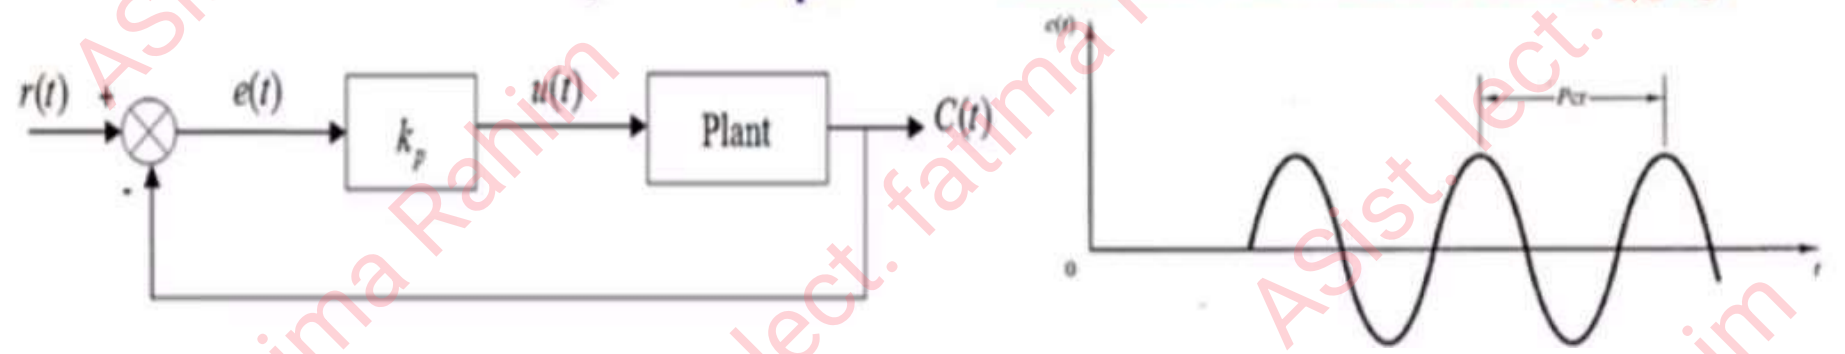 r(t)
+
e(t)
k_p
u(t)
Plant
C(t)
-
c(t)
Pcr
0
t
ASist. lect. fatima Rahim